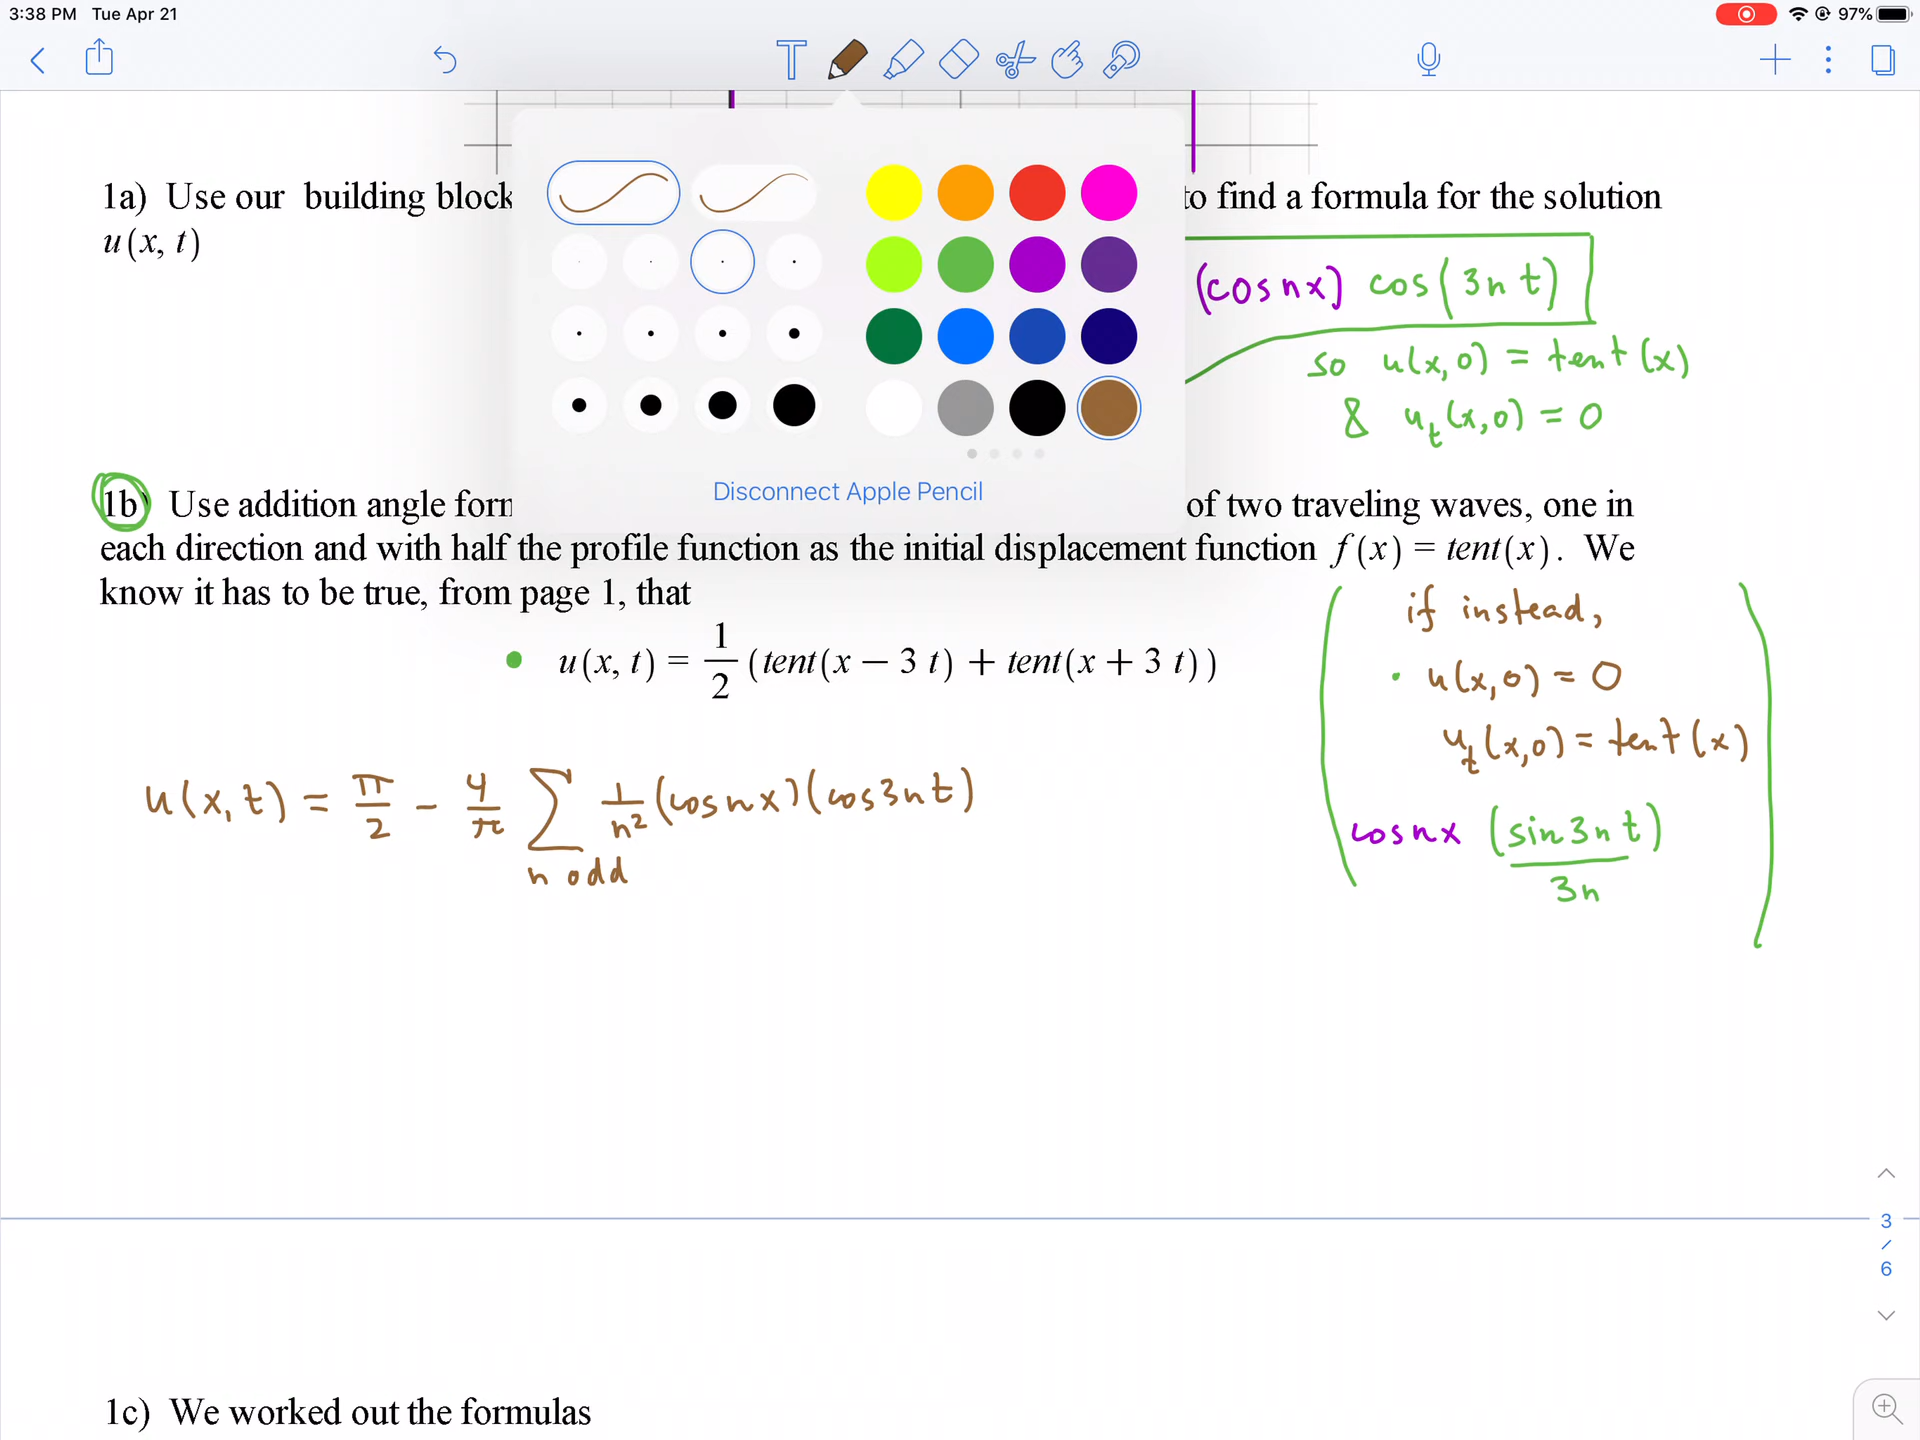 3:38 PM Tue Apr 21
97%
1a) Use our building block
to find a formula for the solution
u(x, t)
(cos nx) cos(3n t)
so u(x,0) = tent(x)
& u_t(x,0) = 0
Disconnect Apple Pencil
1b) Use addition angle form
of two traveling waves, one in
each direction and with half the profile function as the initial displacement function f(x) = tent(x). We
know it has to be true, from page 1, that
• u(x, t) = 1/2 (tent(x − 3 t) + tent(x + 3 t))
if instead,
• u(x,0) = 0
u_t(x,0) = tent(x)
u(x,t) = π/2 − 4/π ∑ n odd 1/n² (cos nx)(cos 3nt)
cos nx (sin 3n t)/3n
3
/
6
1c) We worked out the formulas